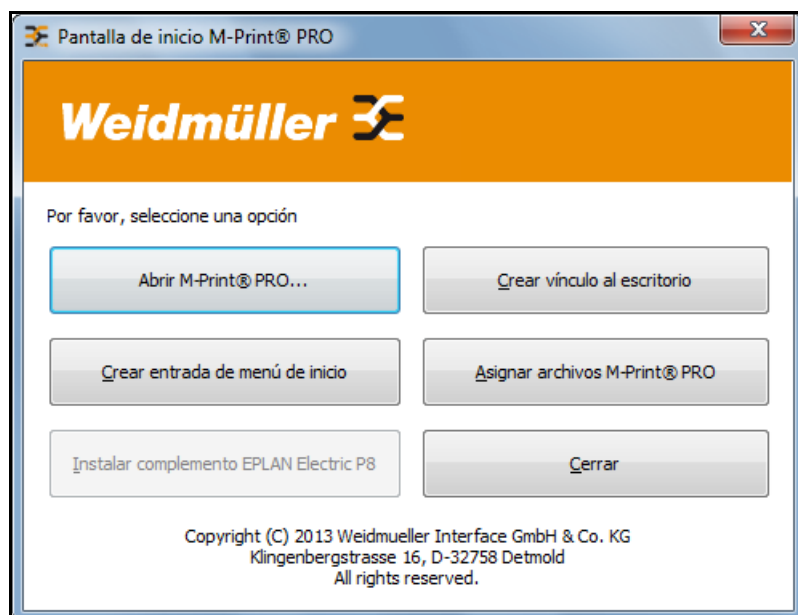 Pantalla de inicio M-Print® PRO
Weidmüller
Por favor, seleccione una opción
Abrir M-Print® PRO...
Crear vínculo al escritorio
Crear entrada de menú de inicio
Asignar archivos M-Print® PRO
Instalar complemento EPLAN Electric P8
Cerrar
Copyright (C) 2013 Weidmueller Interface GmbH & Co. KG
Klingenbergstrasse 16, D-32758 Detmold
All rights reserved.